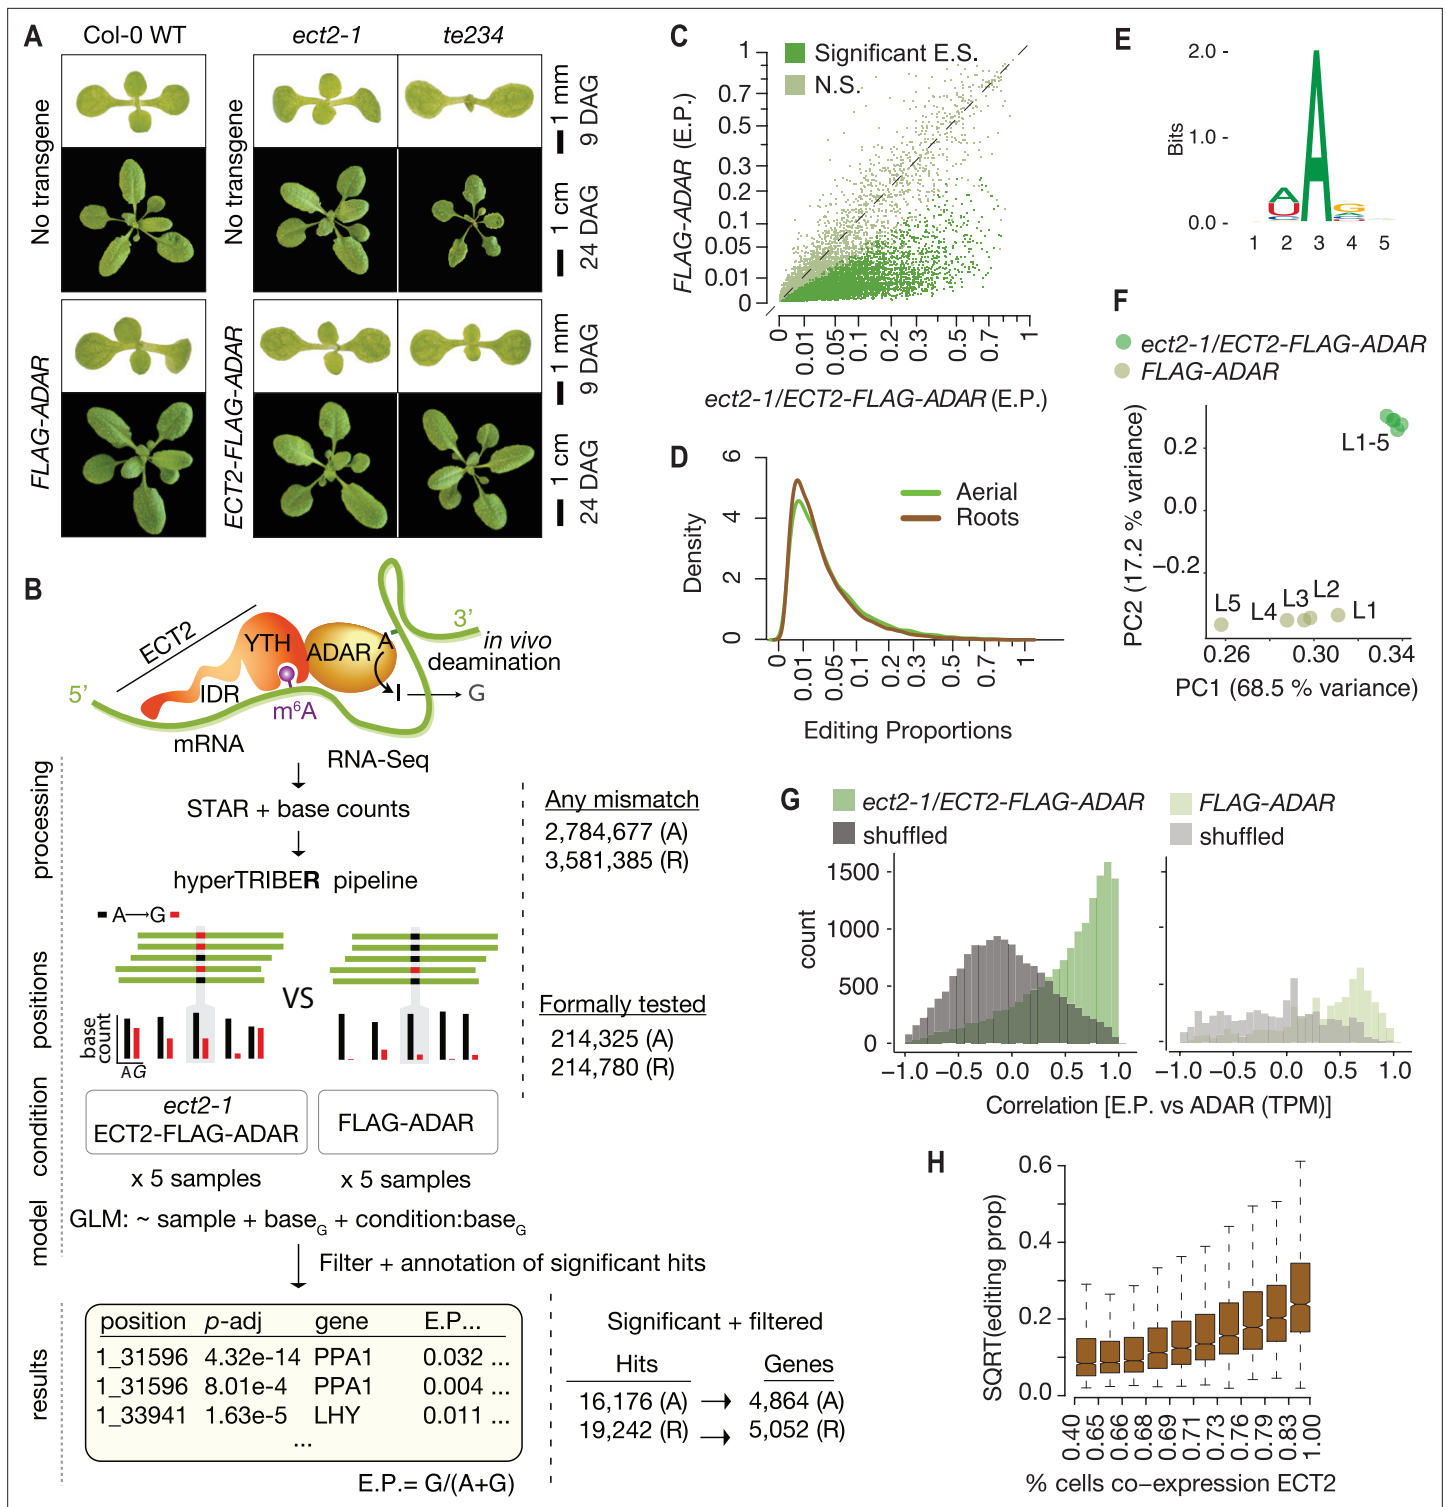 A
Col-0 WT
ect2-1
te234
No transgene
No transgene
1 mm
9 DAG
1 cm
24 DAG
FLAG-ADAR
ECT2-FLAG-ADAR
1 mm
9 DAG
1 cm
24 DAG
B
ECT2
YTH
ADAR
A
IDR
I
G
m⁶A
5'
3'
in vivo
deamination
mRNA
RNA-Seq
processing
STAR + base counts
hyperTRIBER pipeline
Any mismatch
2,784,677 (A)
3,581,385 (R)
positions
A→G
VS
base
count
A G
Formally tested
214,325 (A)
214,780 (R)
condition
ect2-1
ECT2-FLAG-ADAR
FLAG-ADAR
x 5 samples
x 5 samples
model
GLM: ~ sample + base_G + condition:base_G
Filter + annotation of significant hits
results
position p-adj gene E.P...
1_31596 4.32e-14 PPA1 0.032 ...
1_31596 8.01e-4 PPA1 0.004 ...
1_33941 1.63e-5 LHY 0.011 ...
...
E.P.= G/(A+G)
Significant + filtered
Hits Genes
16,176 (A) → 4,864 (A)
19,242 (R) → 5,052 (R)
C
Significant E.S.
N.S.
FLAG-ADAR (E.P.)
1
0.7
0.5
0.3
0.2
0.1
0.05
0.01
0
0 0.01 0.05 0.1 0.2 0.3 0.5 0.7 1
ect2-1/ECT2-FLAG-ADAR (E.P.)
D
Aerial
Roots
Density
6
4
2
0
0 0.01 0.05 0.1 0.2 0.3 0.5 0.7 1
Editing Proportions
E
Bits
2.0
1.0
0.0
A
U
C
A
G
A
C
1 2 3 4 5
F
ect2-1/ECT2-FLAG-ADAR
FLAG-ADAR
PC2 (17.2 % variance)
0.2
0.0
−0.2
L1-5
L5 L4 L3 L2 L1
0.26 0.30 0.34
PC1 (68.5 % variance)
G
ect2-1/ECT2-FLAG-ADAR
shuffled
FLAG-ADAR
shuffled
count
1500
1000
500
0
−1.0 −0.5 0.0 0.5 1.0
−1.0 −0.5 0.0 0.5 1.0
Correlation [E.P. vs ADAR (TPM)]
H
SQRT(editing prop)
0.6
0.4
0.2
0.0
0.40 0.65 0.66 0.68 0.69 0.71 0.73 0.76 0.79 0.83 1.00
% cells co−expression ECT2